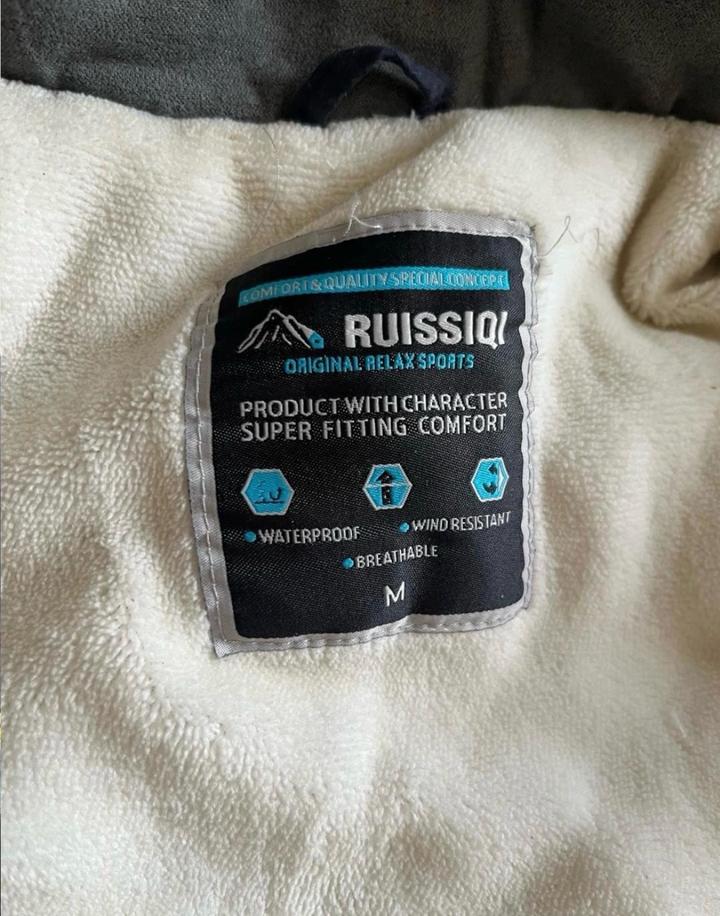 COMFORT & QUALITY SPECIAL CONCEPT
RUISSIQI
ORIGINAL RELAX SPORTS
PRODUCT WITH CHARACTER
SUPER FITTING COMFORT
WATERPROOF
WIND RESISTANT
BREATHABLE
M